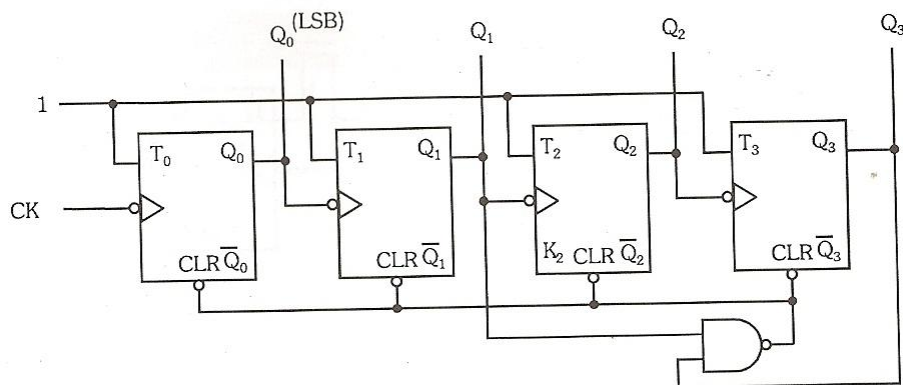 Q₀(LSB) Q₁ Q₂ Q₃
1
T₀ Q₀ T₁ Q₁ T₂ Q₂ T₃ Q₃
CK
CLR Q̅₀ CLR Q̅₁ K₂ CLR Q̅₂ CLR Q̅₃